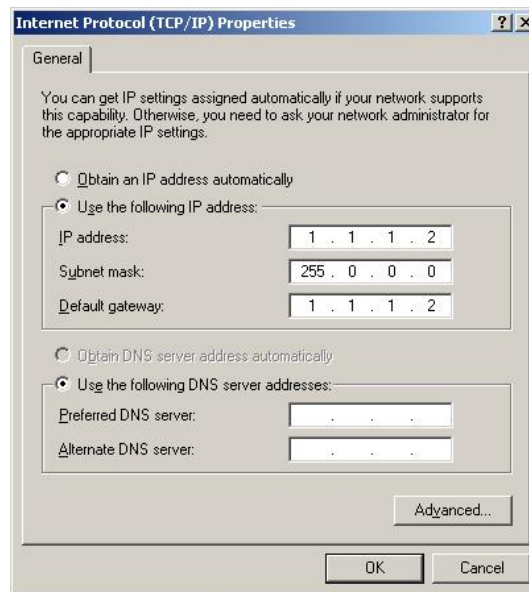 Internet Protocol (TCP/IP) Properties
General
You can get IP settings assigned automatically if your network supports
this capability. Otherwise, you need to ask your network administrator for
the appropriate IP settings.
Obtain an IP address automatically
Use the following IP address:
IP address: 1 . 1 . 1 . 2
Subnet mask: 255 . 0 . 0 . 0
Default gateway: 1 . 1 . 1 . 2
Obtain DNS server address automatically
Use the following DNS server addresses:
Preferred DNS server: . . .
Alternate DNS server: . . .
Advanced...
OK Cancel